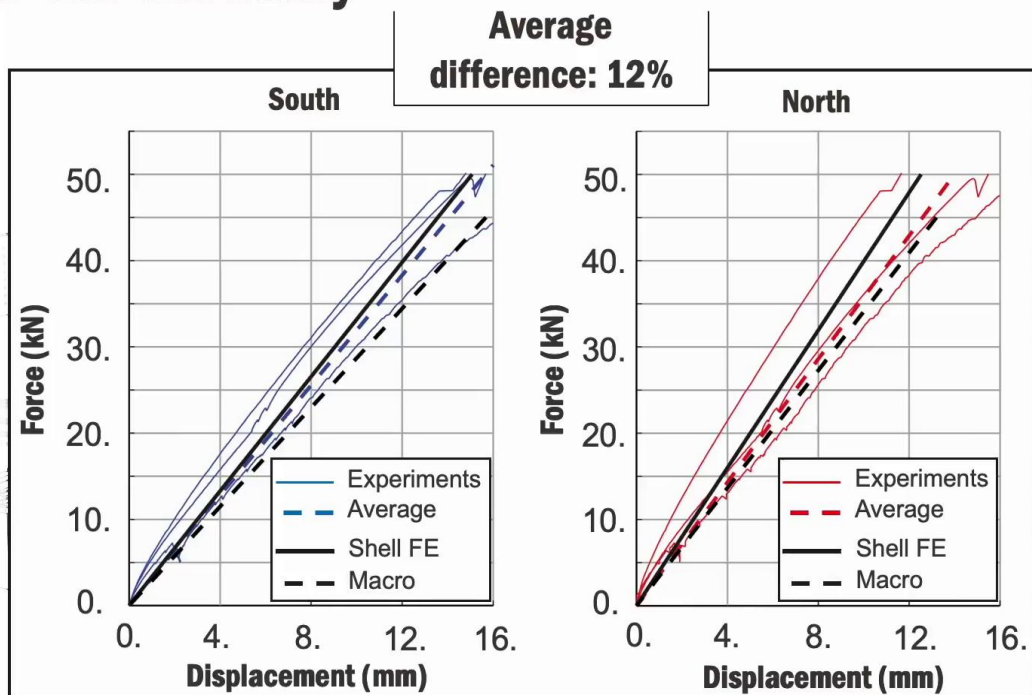 Average
difference: 12%
South
Force (kN)
50.
40.
30.
20.
10.
0.
0. 4. 8. 12. 16.
Displacement (mm)
Experiments
Average
Shell FE
Macro
North
Force (kN)
50.
40.
30.
20.
10.
0.
0. 4. 8. 12. 16.
Displacement (mm)
Experiments
Average
Shell FE
Macro